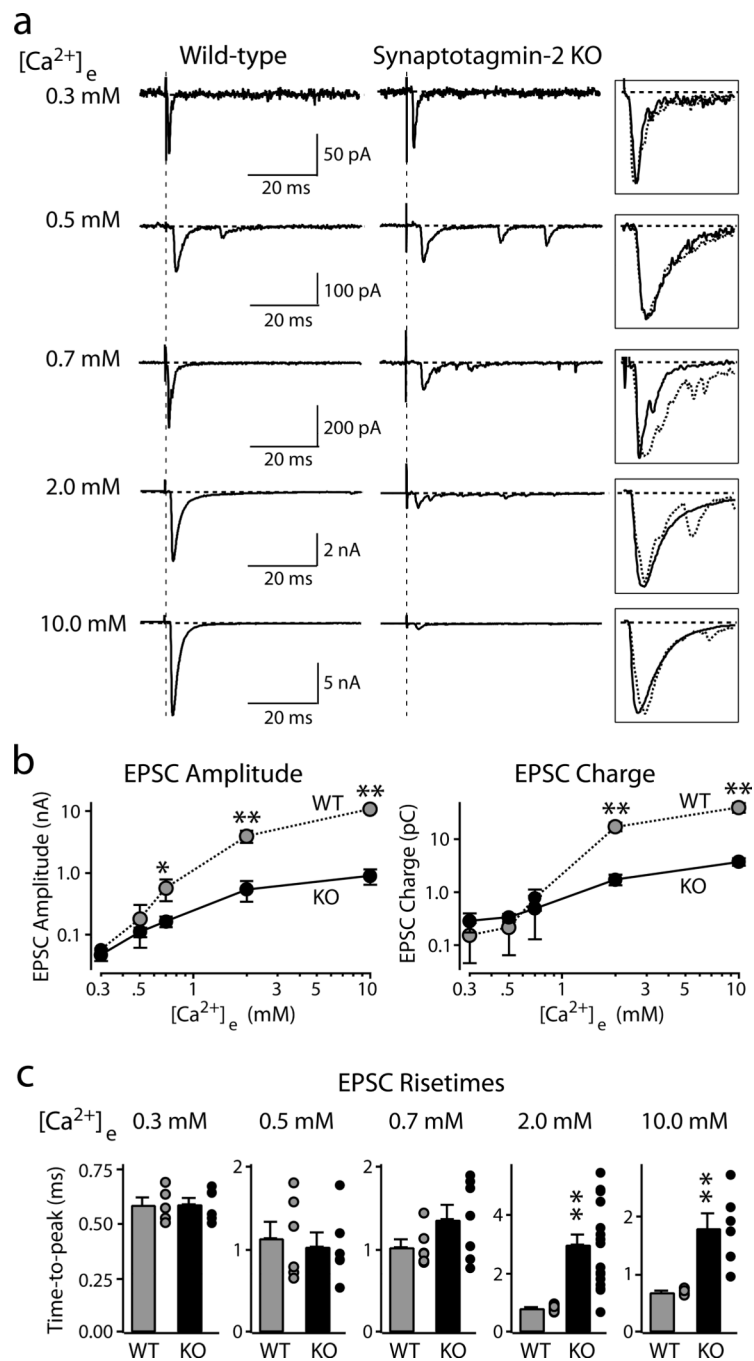 a
Wild-type Synaptotagmin-2 KO
[Ca²⁺]e
0.3 mM
50 pA
20 ms
0.5 mM
100 pA
20 ms
0.7 mM
200 pA
20 ms
2.0 mM
2 nA
20 ms
10.0 mM
5 nA
20 ms
b
EPSC Amplitude
EPSC Amplitude (nA)
10
1.0
0.1
WT
KO
* ** **
0.3 .5 1 3 5 10
[Ca²⁺]e (mM)
EPSC Charge
EPSC Charge (pC)
10
1.0
0.1
WT
KO
** **
0.3 .5 1 3 5 10
[Ca²⁺]e (mM)
c
EPSC Risetimes
[Ca²⁺]e 0.3 mM 0.5 mM 0.7 mM 2.0 mM 10.0 mM
Time-to-peak (ms)
0.75
0.50
0.25
0.00
WT KO
2
1
0
WT KO
2
1
0
WT KO
4
2
0
**
WT KO
2
1
0
**
WT KO